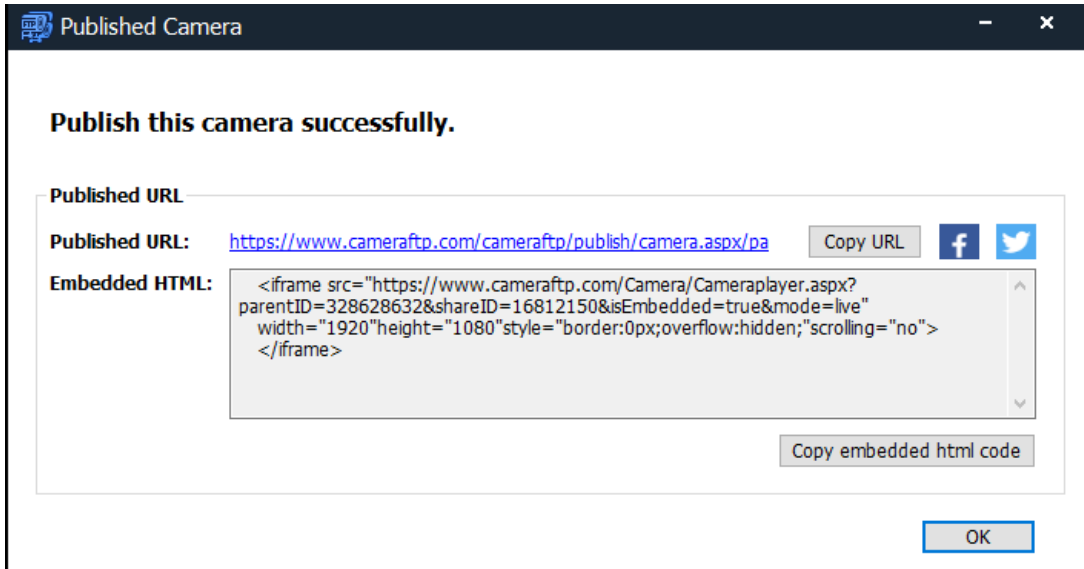 Published Camera
Publish this camera successfully.
Published URL
Published URL: https://www.cameraftp.com/cameraftp/publish/camera.aspx/pa Copy URL
Embedded HTML: <iframe src="https://www.cameraftp.com/Camera/Cameraplayer.aspx?
parentID=328628632&shareID=16812150&isEmbedded=true&mode=live"
width="1920"height="1080"style="border:0px;overflow:hidden;"scrolling="no">
</iframe>
Copy embedded html code
OK